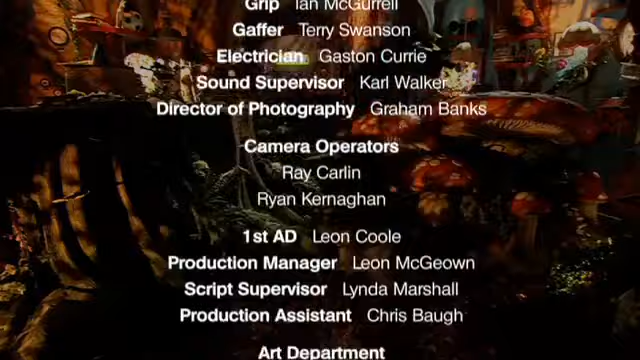 Grip Ian McGurrell
Gaffer Terry Swanson
Electrician Gaston Currie
Sound Supervisor Karl Walker
Director of Photography Graham Banks
Camera Operators
Ray Carlin
Ryan Kernaghan
1st AD Leon Coole
Production Manager Leon McGeown
Script Supervisor Lynda Marshall
Production Assistant Chris Baugh
Art Department